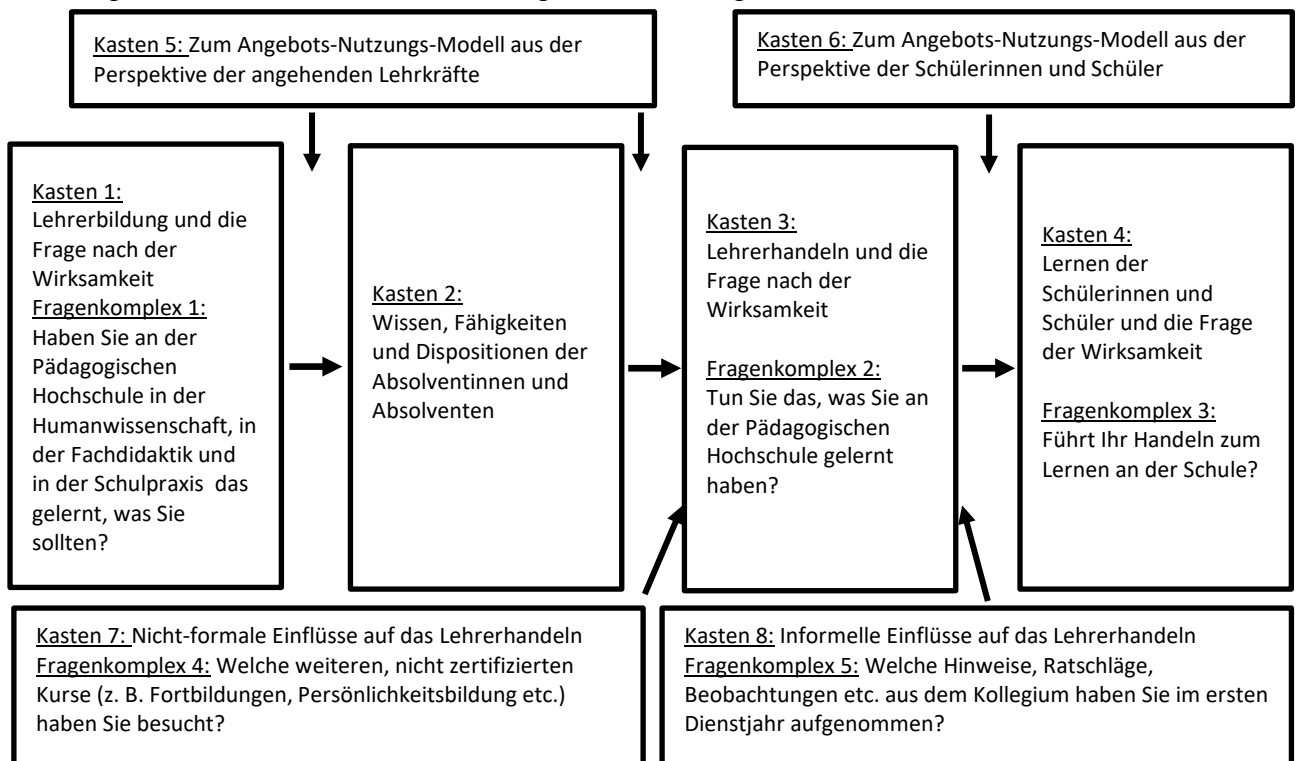 Kasten 5: Zum Angebots-Nutzungs-Modell aus der
Perspektive der angehenden Lehrkräfte
Kasten 6: Zum Angebots-Nutzungs-Modell aus der
Perspektive der Schülerinnen und Schüler
Kasten 1:
Lehrerbildung und die
Frage nach der
Wirksamkeit
Fragenkomplex 1:
Haben Sie an der
Pädagogischen
Hochschule in der
Humanwissenschaft, in
der Fachdidaktik und
in der Schulpraxis das
gelernt, was Sie
sollten?
Kasten 2:
Wissen, Fähigkeiten
und Dispositionen der
Absolventinnen und
Absolventen
Kasten 3:
Lehrerhandeln und die
Frage nach der
Wirksamkeit
Fragenkomplex 2:
Tun Sie das, was Sie an
der Pädagogischen
Hochschule gelernt
haben?
Kasten 4:
Lernen der
Schülerinnen und
Schüler und die Frage
der Wirksamkeit
Fragenkomplex 3:
Führt Ihr Handeln zum
Lernen an der Schule?
Kasten 7: Nicht-formale Einflüsse auf das Lehrerhandeln
Fragenkomplex 4: Welche weiteren, nicht zertifizierten
Kurse (z. B. Fortbildungen, Persönlichkeitsbildung etc.)
haben Sie besucht?
Kasten 8: Informelle Einflüsse auf das Lehrerhandeln
Fragenkomplex 5: Welche Hinweise, Ratschläge,
Beobachtungen etc. aus dem Kollegium haben Sie im ersten
Dienstjahr aufgenommen?